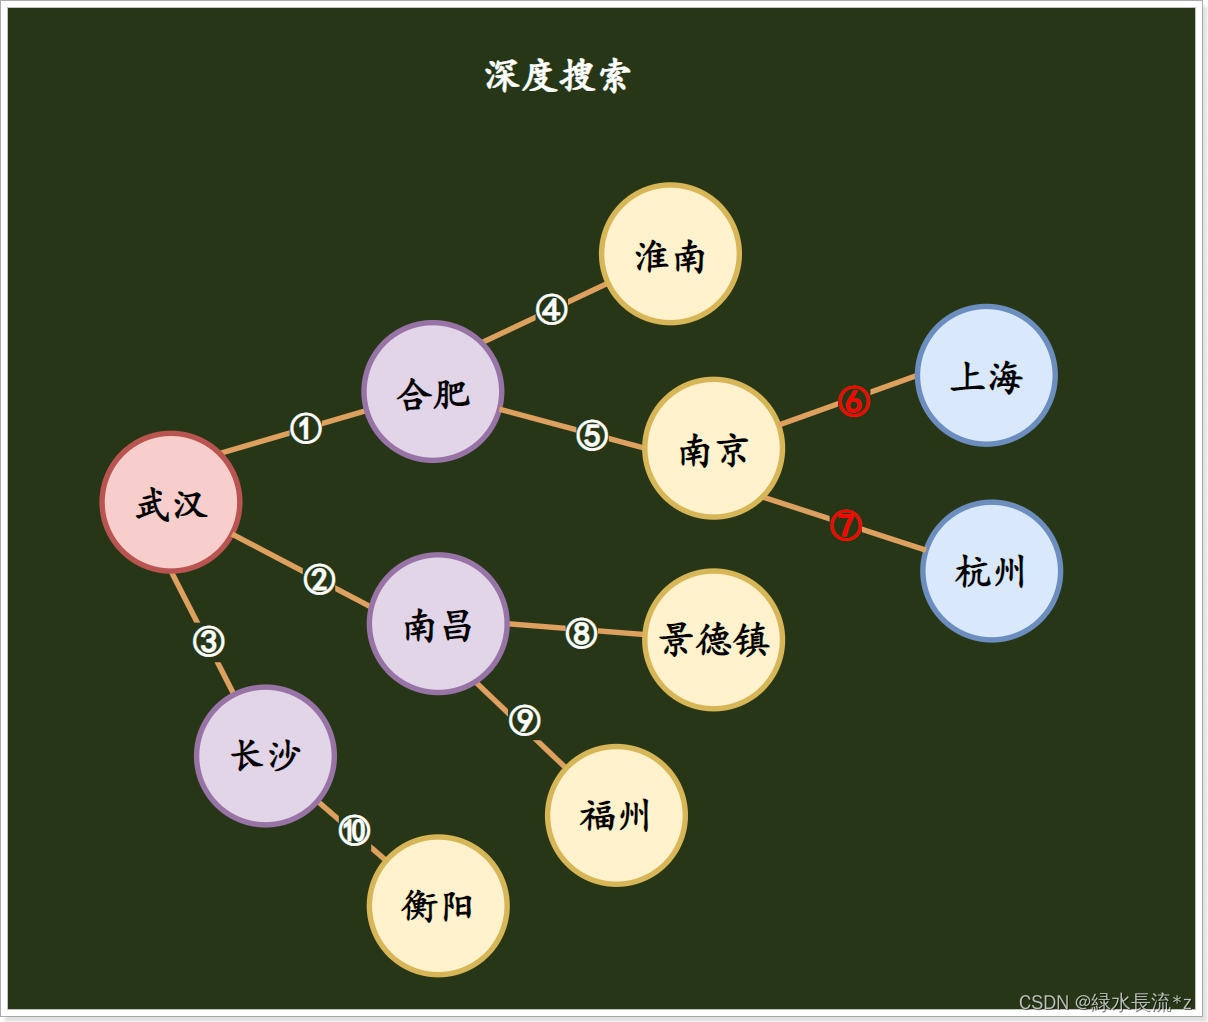 深度搜索
淮南
④
上海
合肥
⑥
①
⑤
南京
武汉
⑦
杭州
②
南昌
⑧
景德镇
③
⑨
长沙
福州
⑩
衡阳
CSDN @緑水長流*z